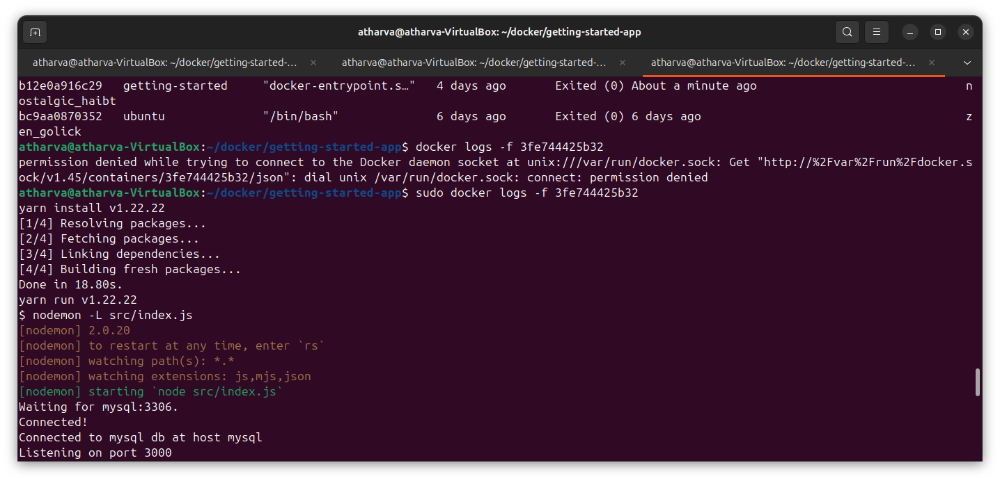 atharva@atharva-VirtualBox: ~/docker/getting-started-app
atharva@atharva-VirtualBox: ~/docker/getting-started-... atharva@atharva-VirtualBox: ~/docker/getting-started-... atharva@atharva-VirtualBox: ~/docker/getting-started-...
b12e0a916c29   getting-started     "docker-entrypoint.s…"   4 days ago       Exited (0) About a minute ago                              n
ostalgic_haibt
bc9aa0870352   ubuntu              "/bin/bash"              6 days ago       Exited (0) 6 days ago                                      z
en_golick
atharva@atharva-VirtualBox:~/docker/getting-started-app$ docker logs -f 3fe744425b32
permission denied while trying to connect to the Docker daemon socket at unix:///var/run/docker.sock: Get "http://%2Fvar%2Frun%2Fdocker.s
ock/v1.45/containers/3fe744425b32/json": dial unix /var/run/docker.sock: connect: permission denied
atharva@atharva-VirtualBox:~/docker/getting-started-app$ sudo docker logs -f 3fe744425b32
yarn install v1.22.22
[1/4] Resolving packages...
[2/4] Fetching packages...
[3/4] Linking dependencies...
[4/4] Building fresh packages...
Done in 18.80s.
yarn run v1.22.22
$ nodemon -L src/index.js
[nodemon] 2.0.20
[nodemon] to restart at any time, enter `rs`
[nodemon] watching path(s): *.*
[nodemon] watching extensions: js,mjs,json
[nodemon] starting `node src/index.js`
Waiting for mysql:3306.
Connected!
Connected to mysql db at host mysql
Listening on port 3000